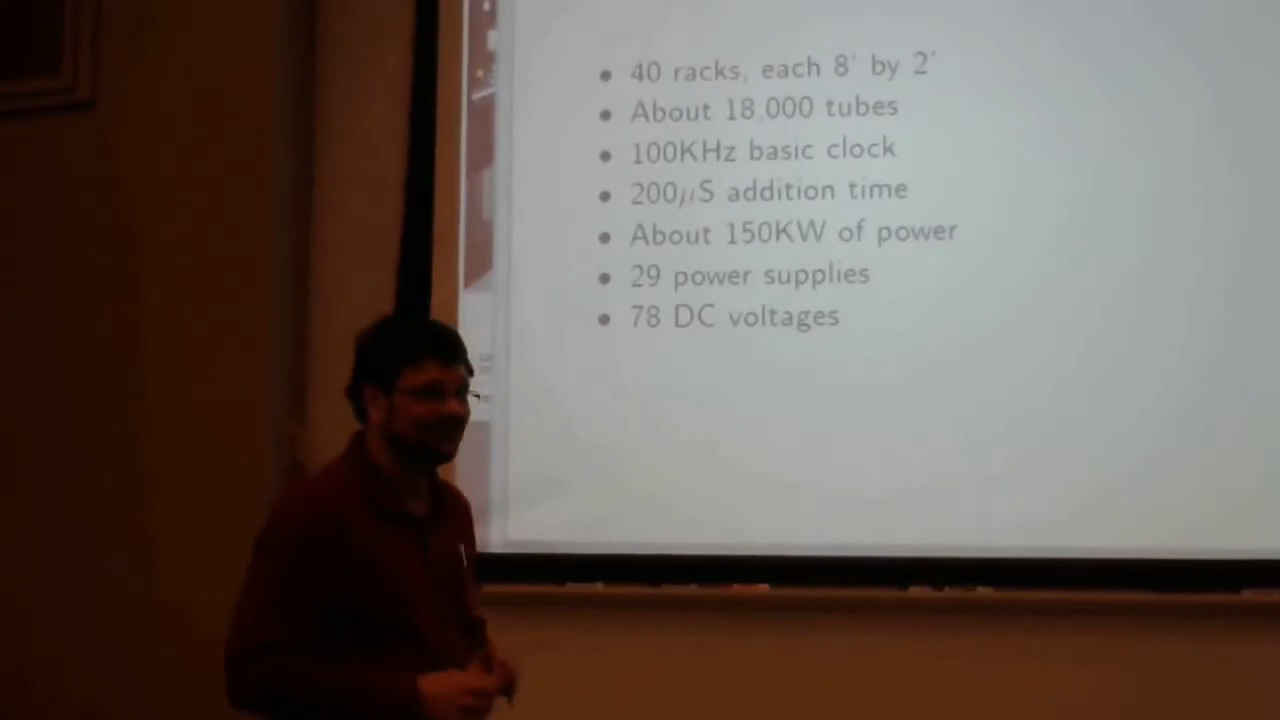 • 40 racks, each 8' by 2'
• About 18,000 tubes
• 100KHz basic clock
• 200μS addition time
• About 150KW of power
• 29 power supplies
• 78 DC voltages